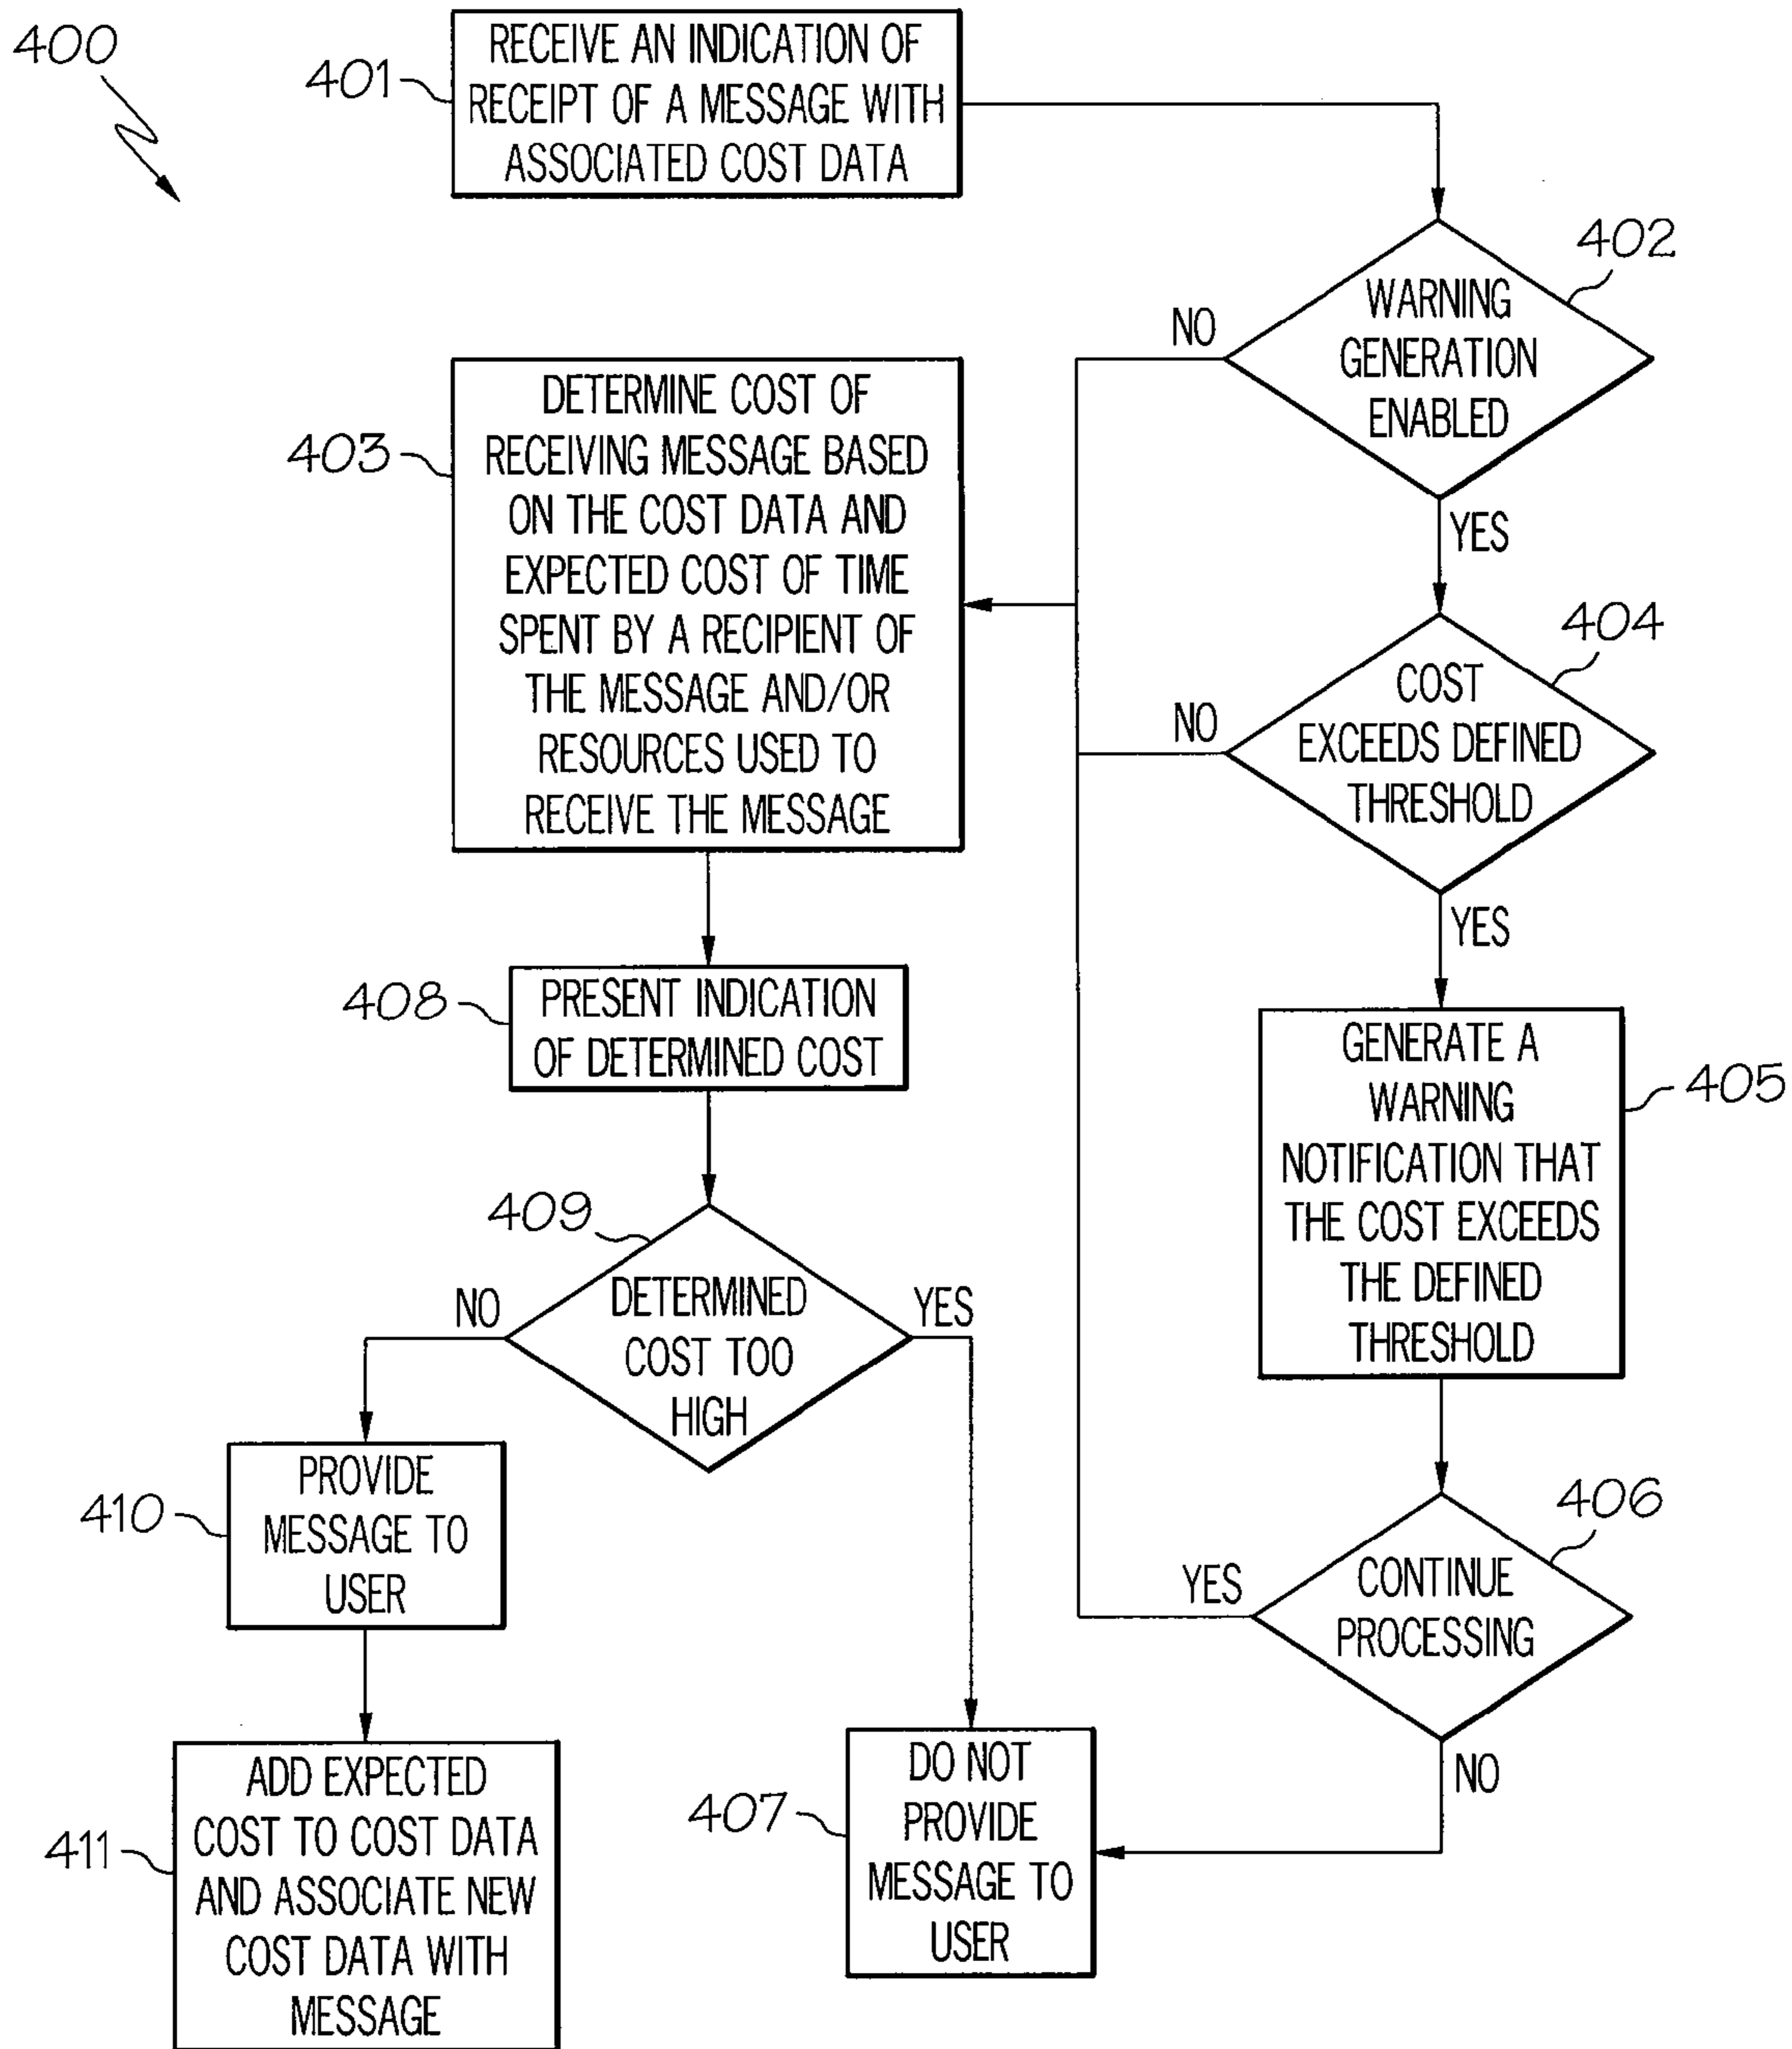 400
401
RECEIVE AN INDICATION OF
RECEIPT OF A MESSAGE WITH
ASSOCIATED COST DATA
402
WARNING
GENERATION
ENABLED
NO
YES
403
DETERMINE COST OF
RECEIVING MESSAGE BASED
ON THE COST DATA AND
EXPECTED COST OF TIME
SPENT BY A RECIPIENT OF
THE MESSAGE AND/OR
RESOURCES USED TO
RECEIVE THE MESSAGE
404
COST
EXCEEDS DEFINED
THRESHOLD
NO
YES
405
GENERATE A
WARNING
NOTIFICATION THAT
THE COST EXCEEDS
THE DEFINED
THRESHOLD
406
CONTINUE
PROCESSING
YES
NO
408
PRESENT INDICATION
OF DETERMINED COST
409
DETERMINED
COST TOO
HIGH
NO
YES
410
PROVIDE
MESSAGE TO
USER
411
ADD EXPECTED
COST TO COST DATA
AND ASSOCIATE NEW
COST DATA WITH
MESSAGE
407
DO NOT
PROVIDE
MESSAGE TO
USER